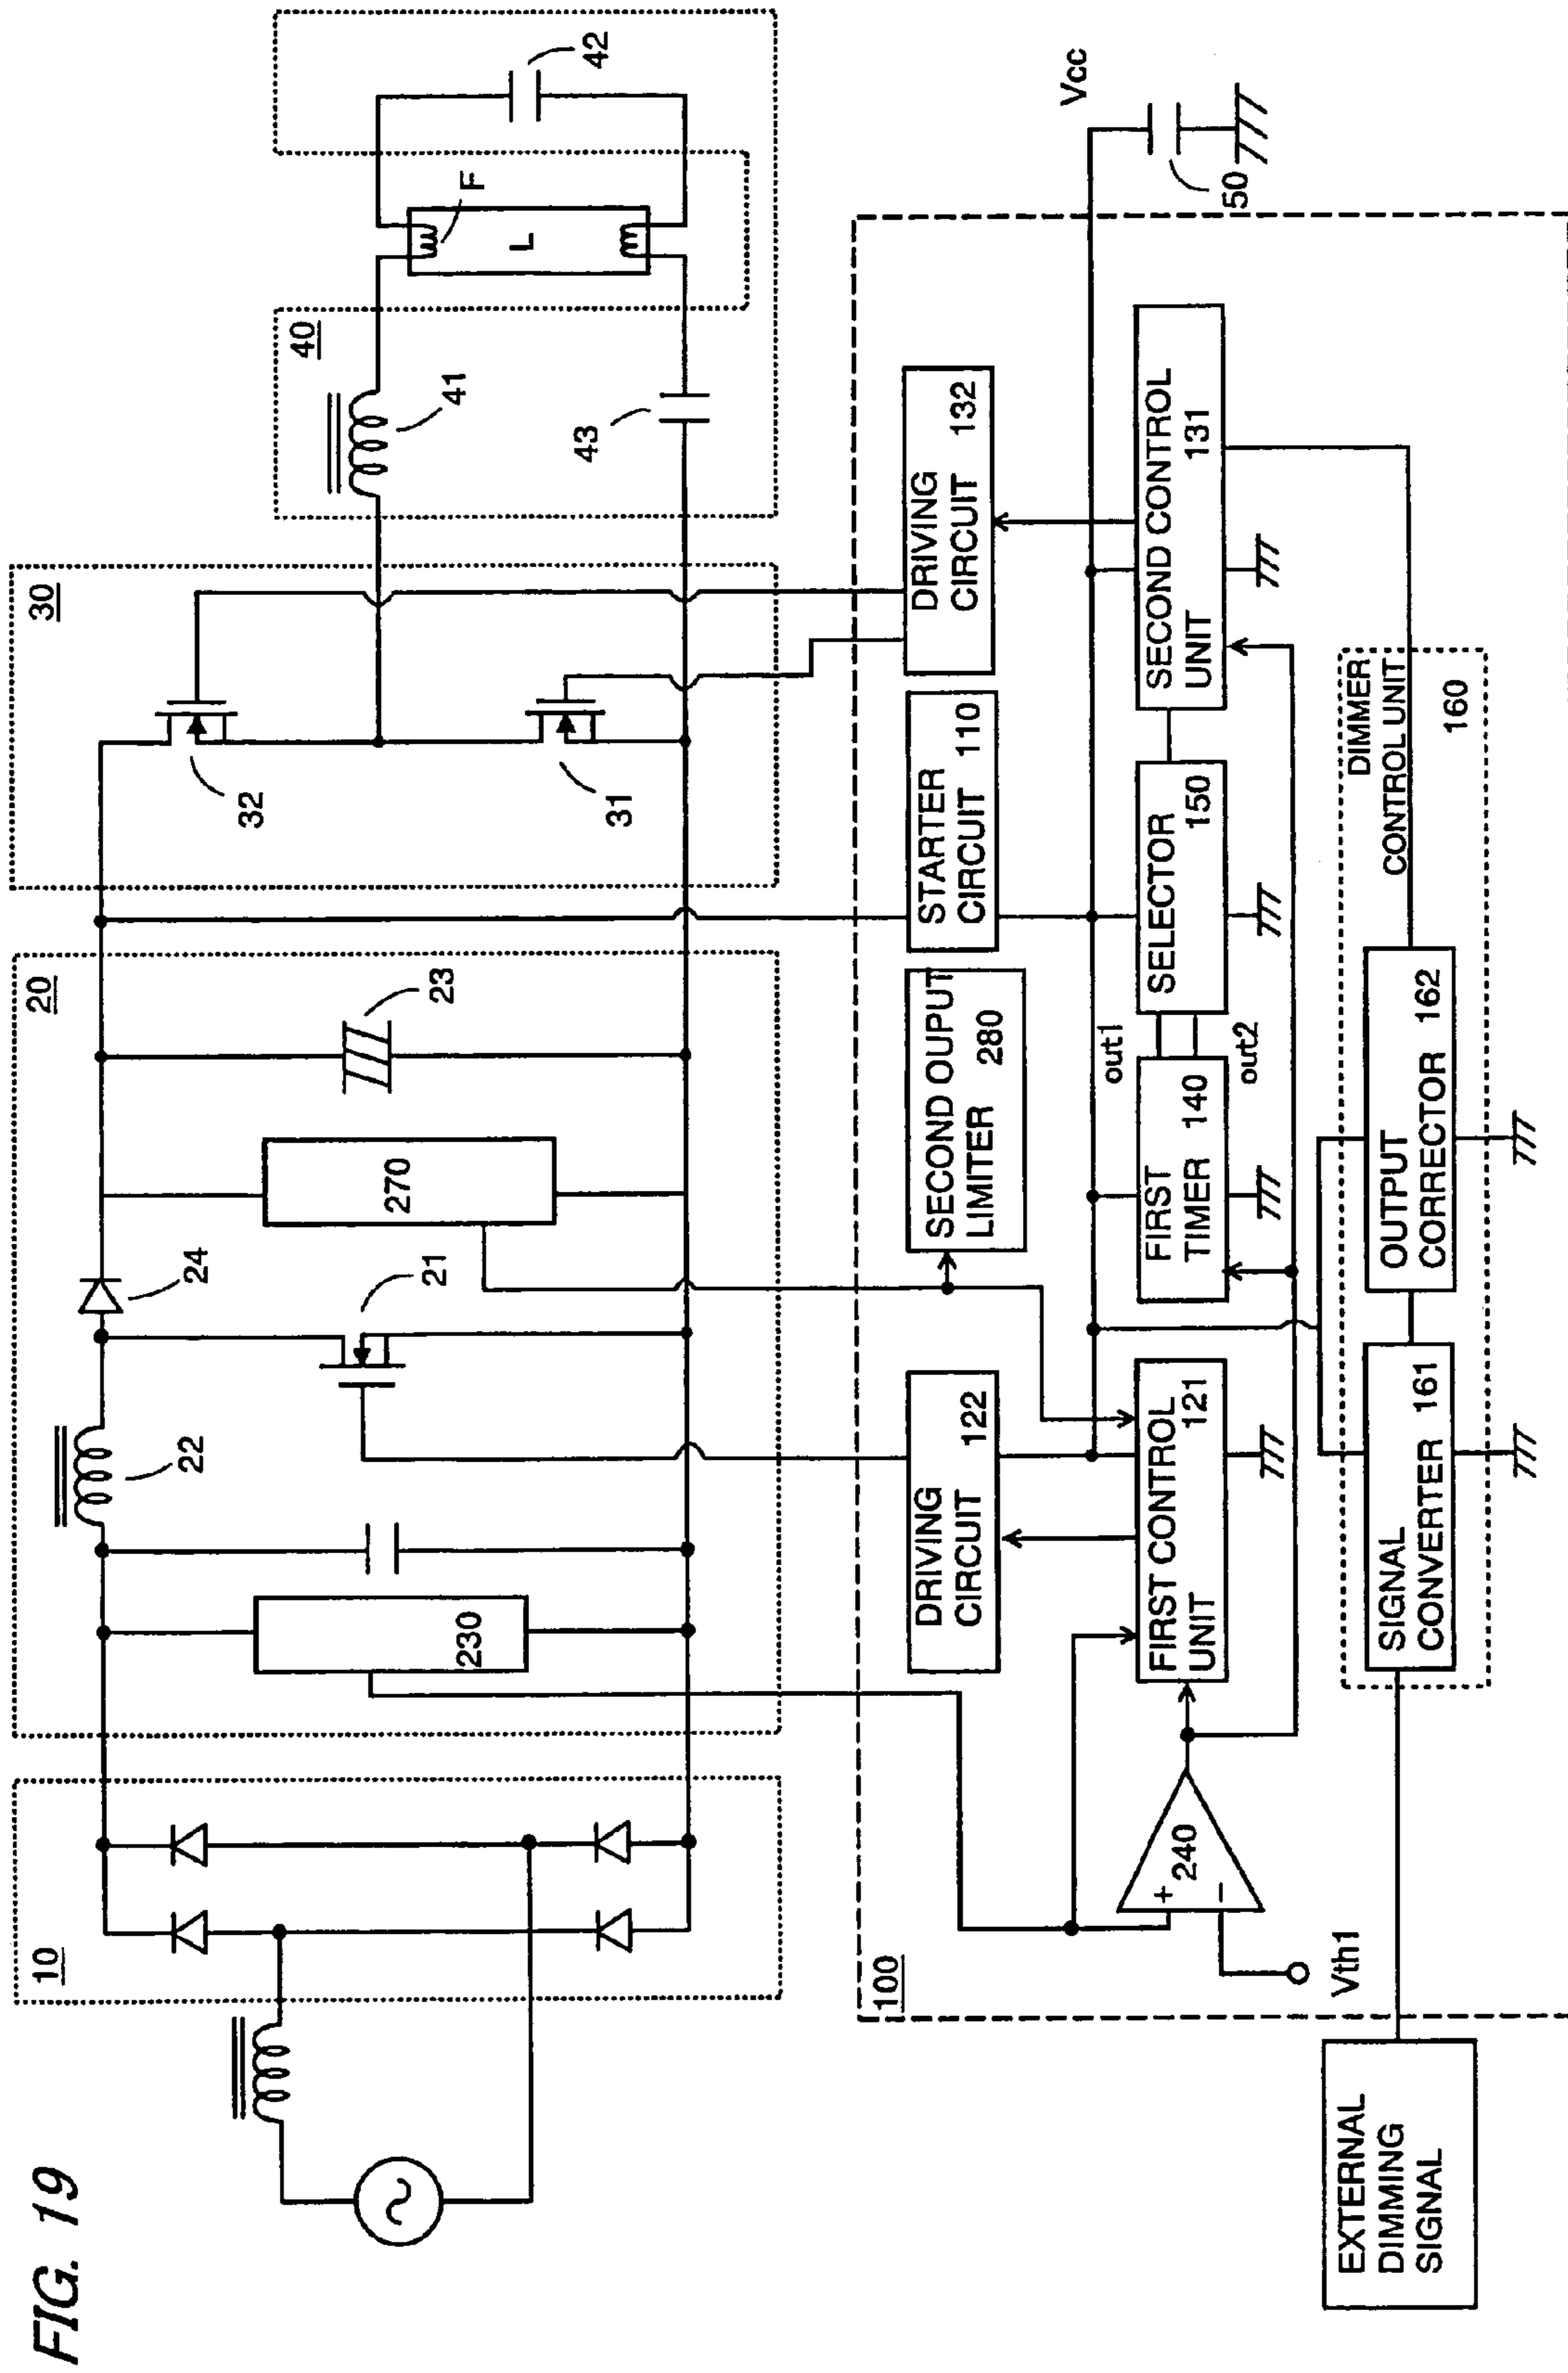 FIG. 19
10
20
30
40
22
24
32
41
42
F
L
43
31
23
21
230
270
100
DRIVING
CIRCUIT 122
SECOND OUPUT
LIMITER 280
STARTER
CIRCUIT 110
DRIVING
CIRCUIT 132
Vcc
50
240
+
−
Vth1
FIRST CONTROL
UNIT 121
FIRST
TIMER 140
out1
out2
SELECTOR
150
SECOND CONTROL
UNIT 131
DIMMER
CONTROL UNIT
160
SIGNAL
CONVERTER 161
OUTPUT
CORRECTOR 162
EXTERNAL
DIMMING
SIGNAL